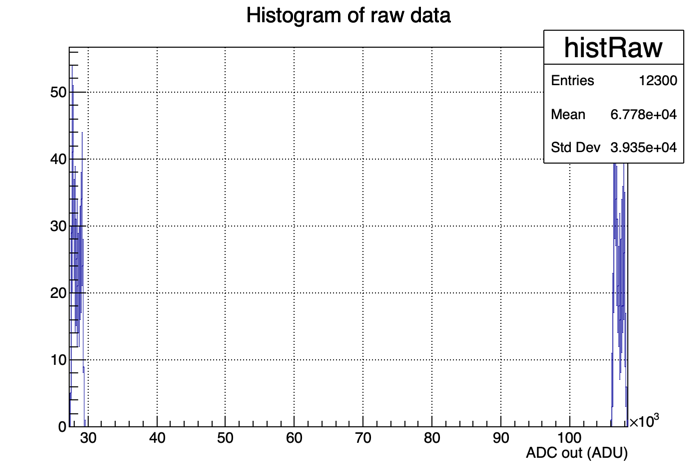 Histogram of raw data
histRaw
Entries 12300
Mean 6.778e+04
Std Dev 3.935e+04
50
40
30
20
10
0
30 40 50 60 70 80 90 100
×10³
ADC out (ADU)